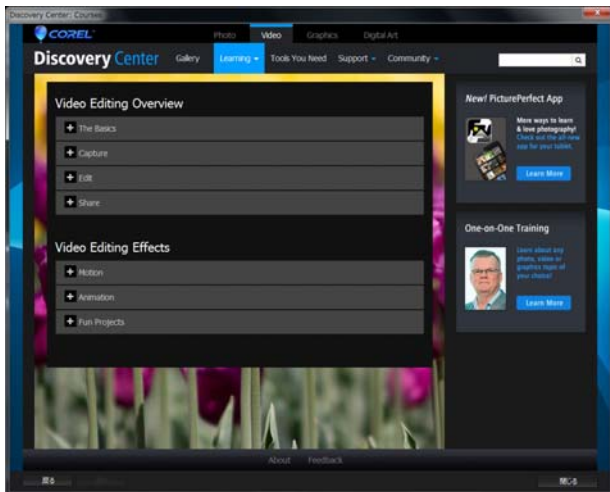 Discovery Center: Courses
COREL
Photo Video Graphics Digital Art
Discovery Center Gallery Learning Tools You Need Support Community
Video Editing Overview
The Basics
Capture
Edit
Share
Video Editing Effects
Motion
Animation
Fun Projects
New! PicturePerfect App
More ways to learn
& love photography!
Check out the all-new
app for your tablet.
Learn More
One-on-One Training
Learn about any
photo, video or
graphics topic of
your choice!
Learn More
About Feedback
戻る
閉じる